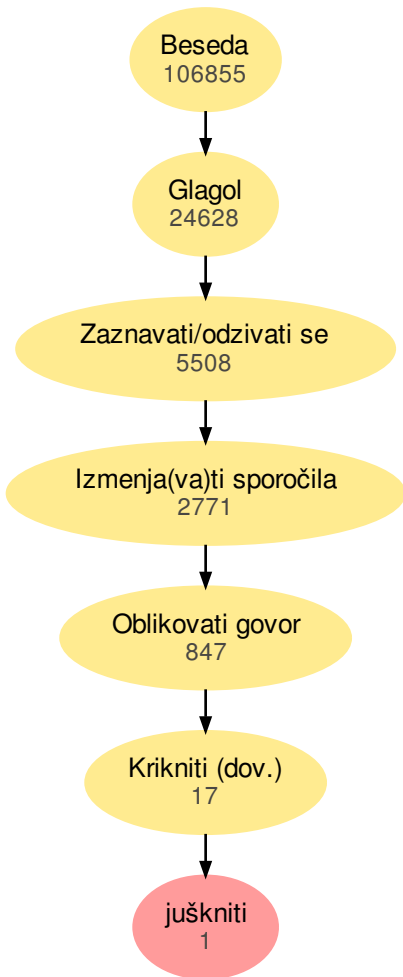 Beseda
106855
Glagol
24628
Zaznavati/odzivati se
5508
Izmenja(va)ti sporočila
2771
Oblikovati govor
847
Krikniti (dov.)
17
juškniti
1